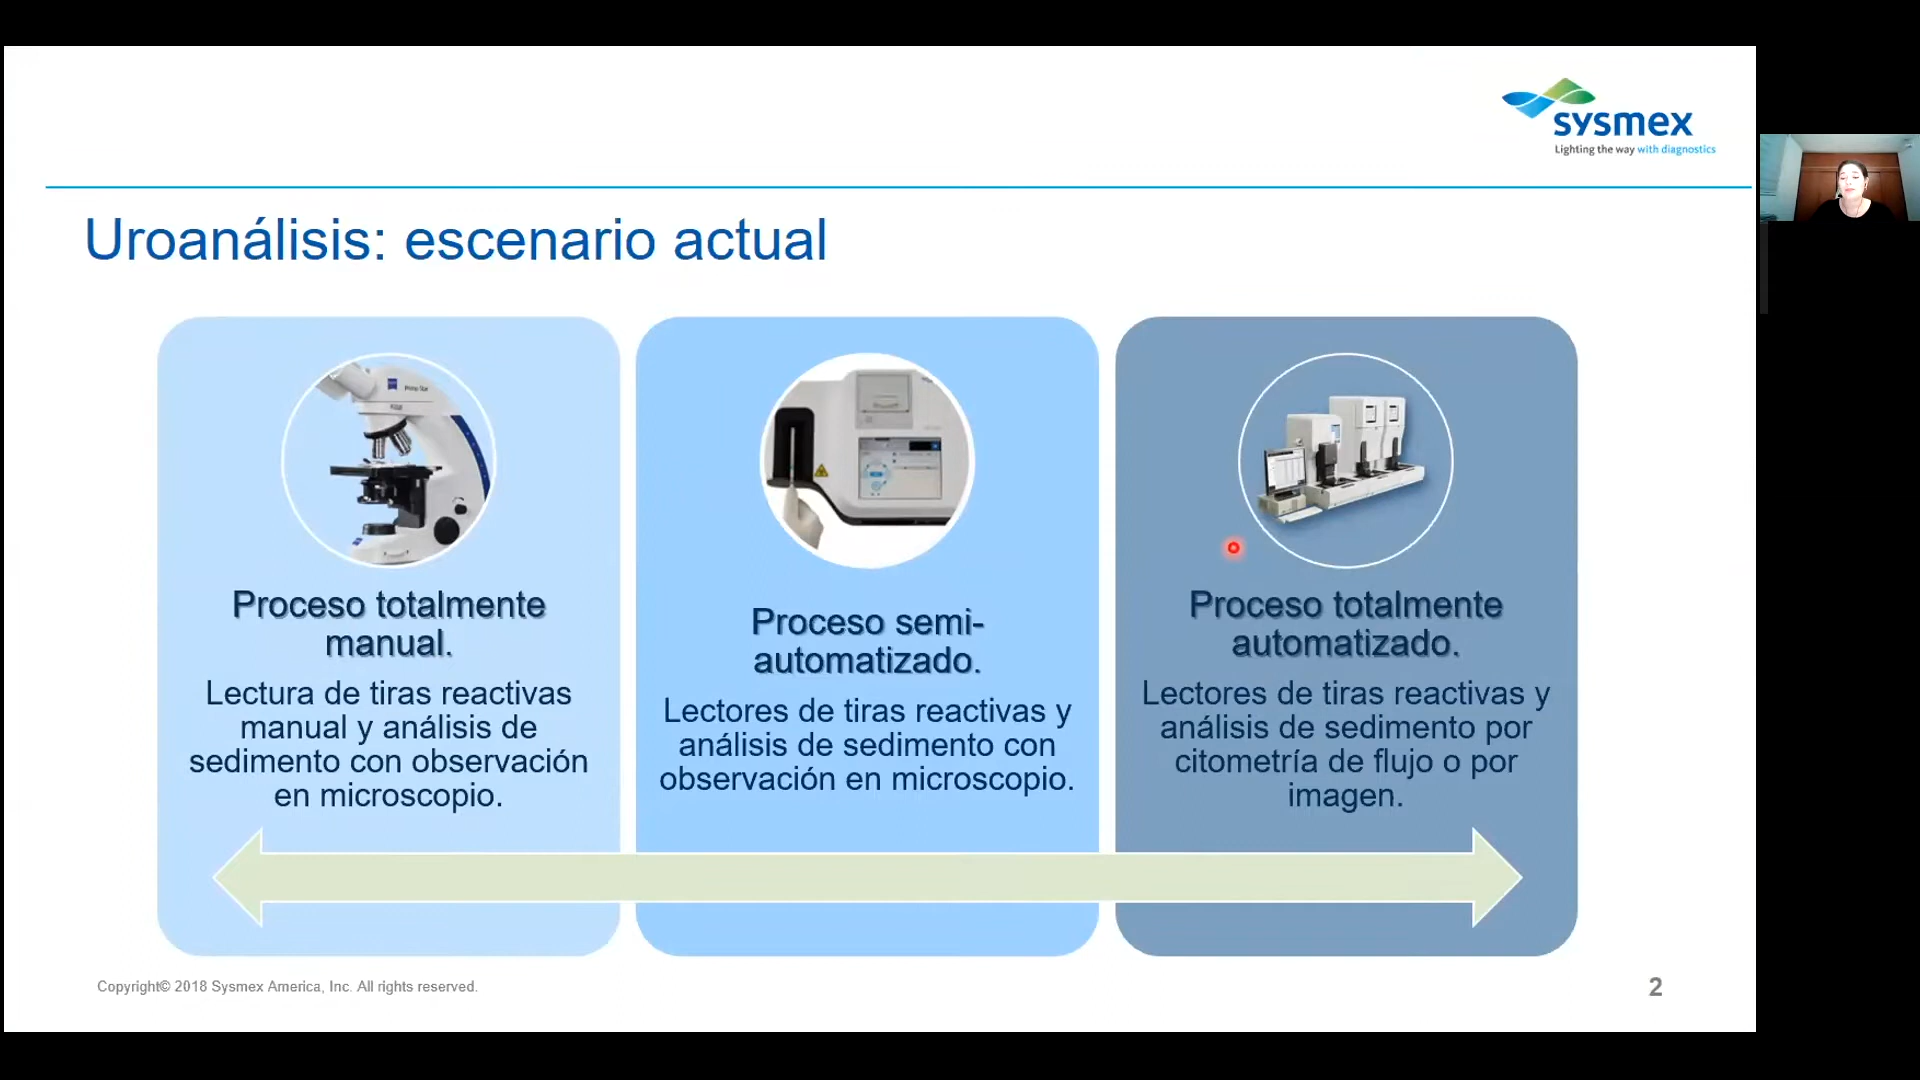 sysmex
Lighting the way with diagnostics
Uroanálisis: escenario actual
Proceso totalmente
manual.
Lectura de tiras reactivas
manual y análisis de
sedimento con observación
en microscopio.
Proceso semi-
automatizado.
Lectores de tiras reactivas y
análisis de sedimento con
observación en microscopio.
Proceso totalmente
automatizado.
Lectores de tiras reactivas y
análisis de sedimento por
citometría de flujo o por
imagen.
Copyright© 2018 Sysmex America, Inc. All rights reserved.
2